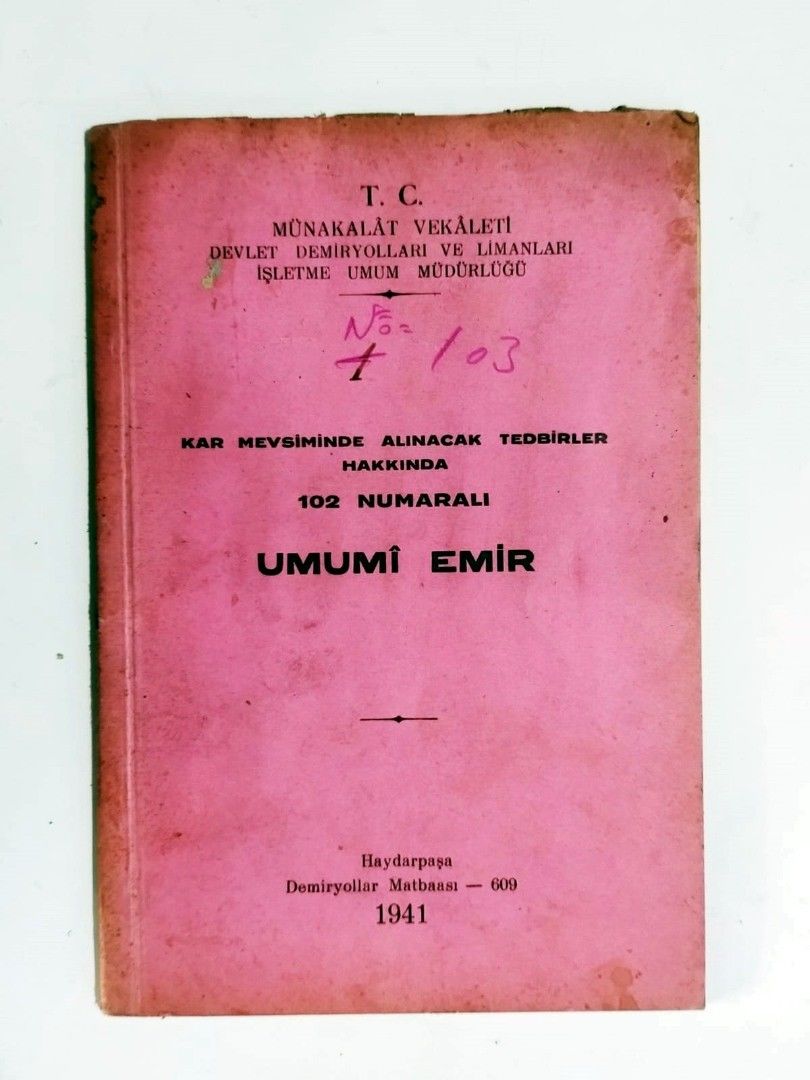 T. C.
MÜNAKALÂT VEKÂLETİ
DEVLET DEMİRYOLLARI VE LİMANLARI
İŞLETME UMUM MÜDÜRLÜĞÜ
No=
1 103
KAR MEVSİMİNDE ALINACAK TEDBİRLER
HAKKINDA
102 NUMARALI
UMUMÎ EMİR
Haydarpaşa
Demiryollar Matbaası — 609
1941